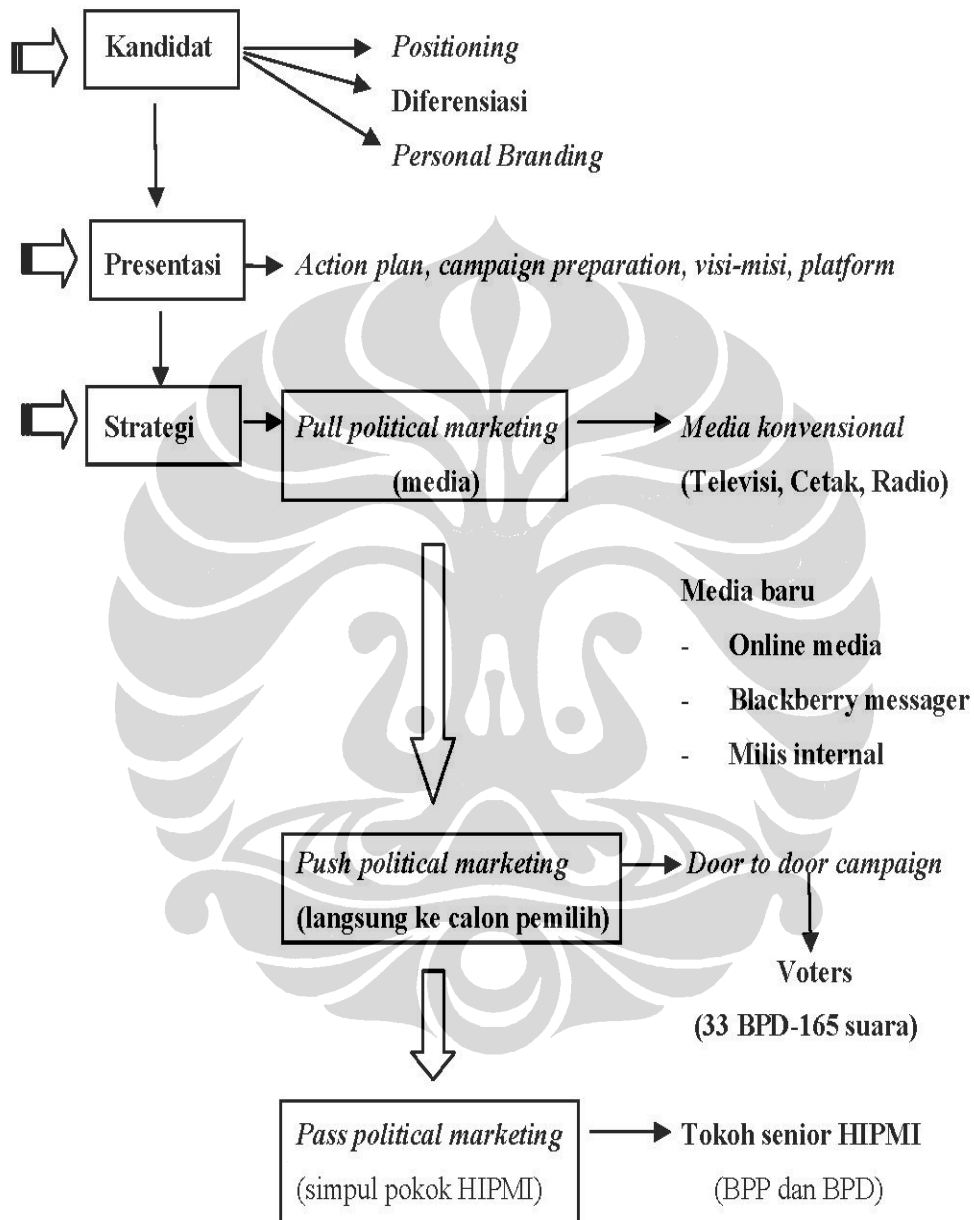 Kandidat
Positioning
Diferensiasi
Personal Branding
Presentasi
Action plan, campaign preparation, visi-misi, platform
Strategi
Pull political marketing
(media)
Media konvensional
(Televisi, Cetak, Radio)
Media baru
- Online media
- Blackberry messager
- Milis internal
Push political marketing
(langsung ke calon pemilih)
Door to door campaign
Voters
(33 BPD-165 suara)
Pass political marketing
(simpul pokok HIPMI)
Tokoh senior HIPMI
(BPP dan BPD)